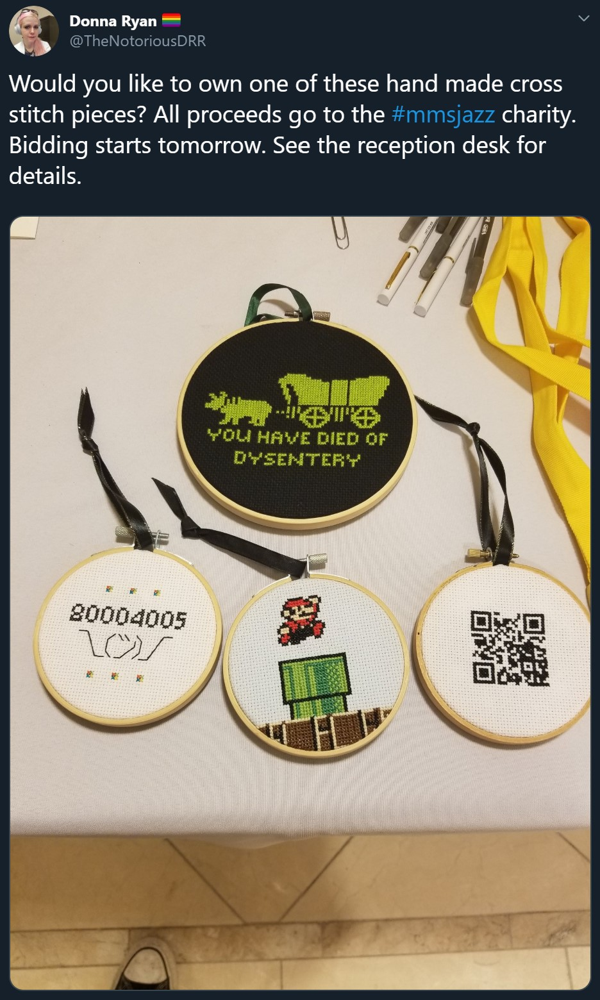 Donna Ryan 🏳️‍🌈
@TheNotoriousDRR
Would you like to own one of these hand made cross
stitch pieces? All proceeds go to the #mmsjazz charity.
Bidding starts tomorrow. See the reception desk for
details.
YOU HAVE DIED OF
DYSENTERY
80004005